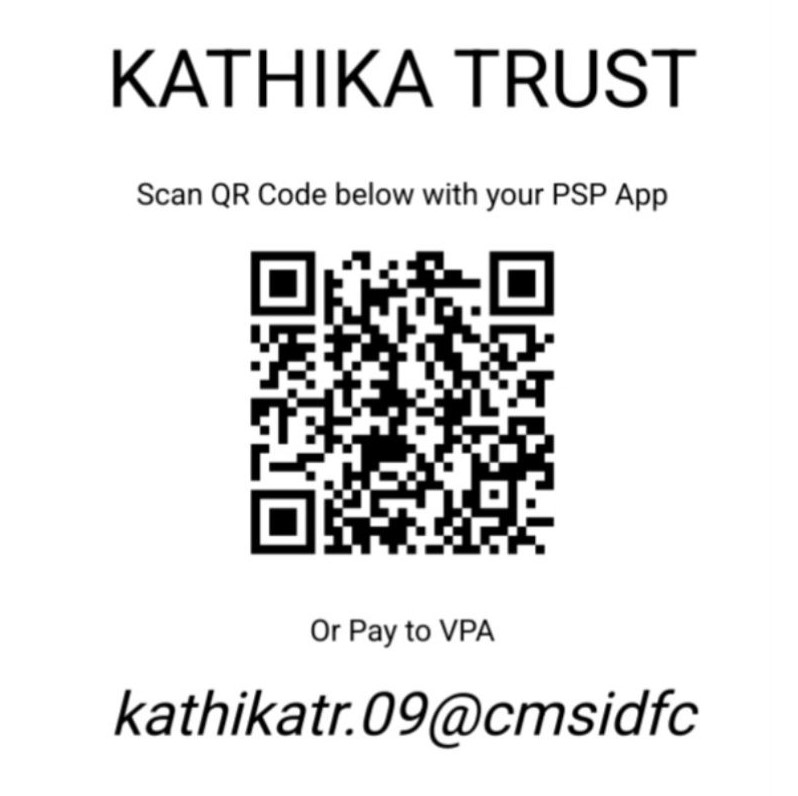 KATHIKA TRUST
Scan QR Code below with your PSP App
Or Pay to VPA
kathikatr.09@cmsidfc